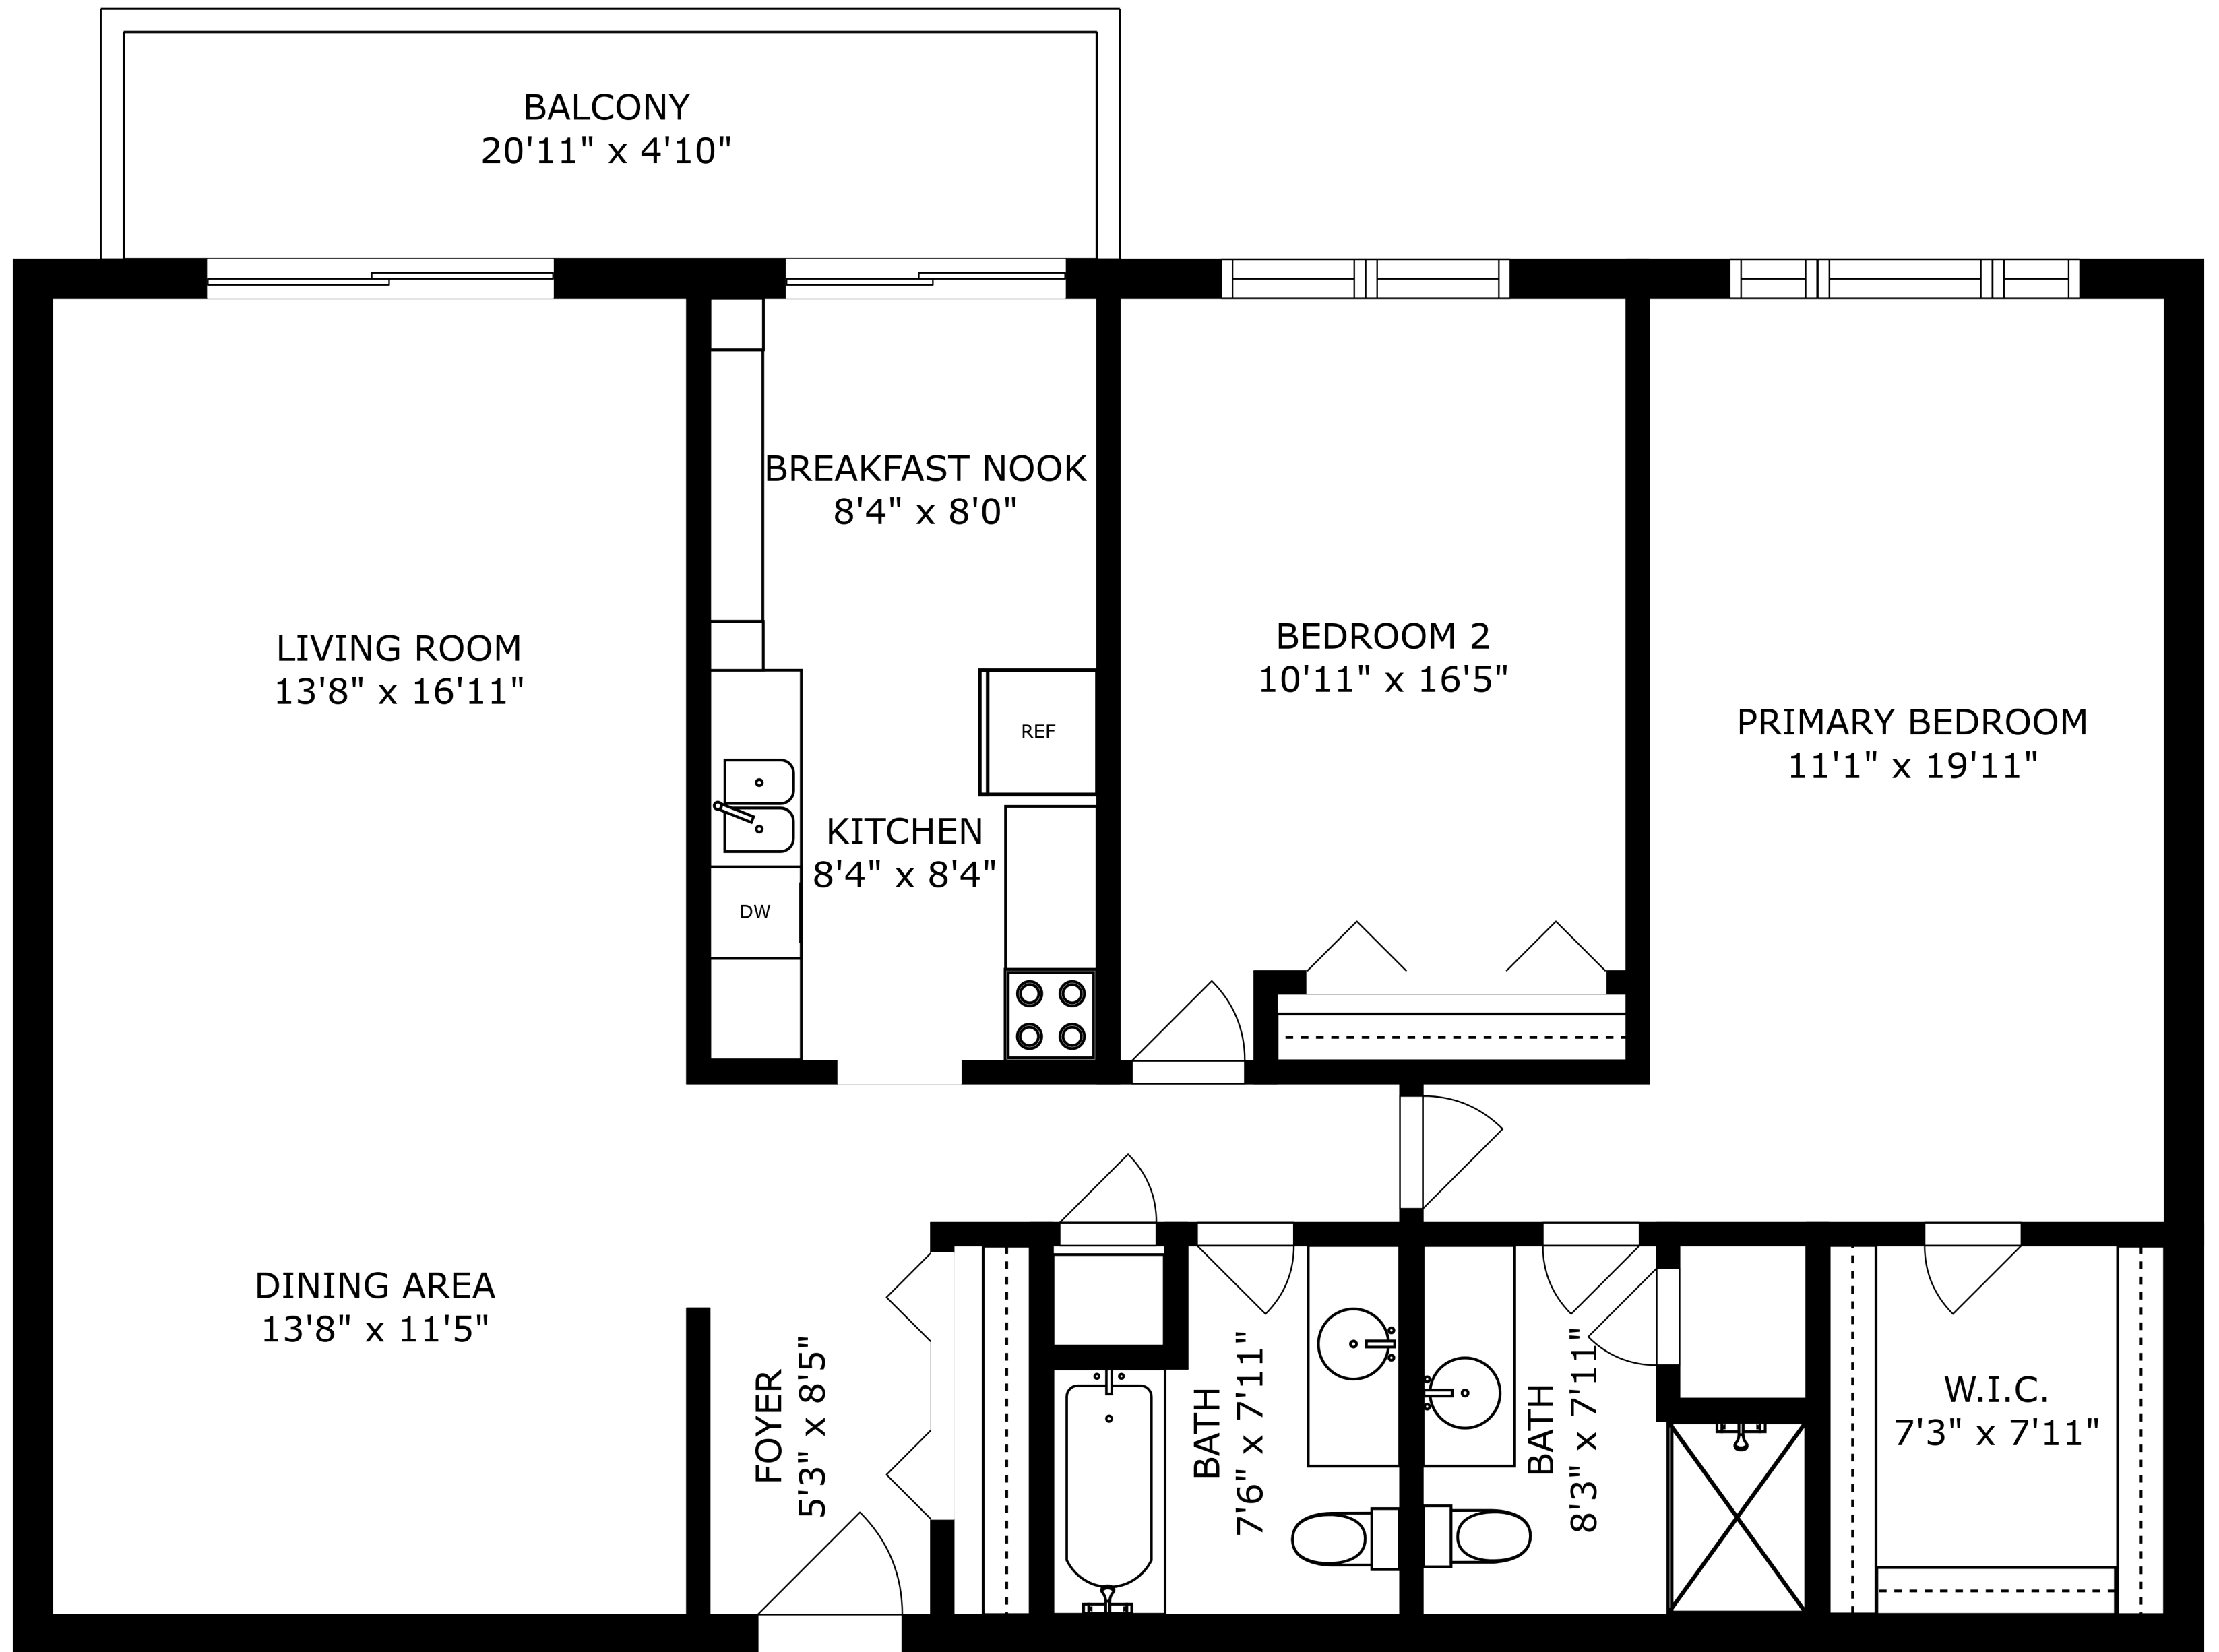 BALCONY
20'11" x 4'10"
BREAKFAST NOOK
8'4" x 8'0"
LIVING ROOM
13'8" x 16'11"
BEDROOM 2
10'11" x 16'5"
PRIMARY BEDROOM
11'1" x 19'11"
REF
KITCHEN
8'4" x 8'4"
DW
DINING AREA
13'8" x 11'5"
FOYER
5'3" x 8'5"
BATH
7'6" x 7'11"
BATH
8'3" x 7'11"
W.I.C.
7'3" x 7'11"